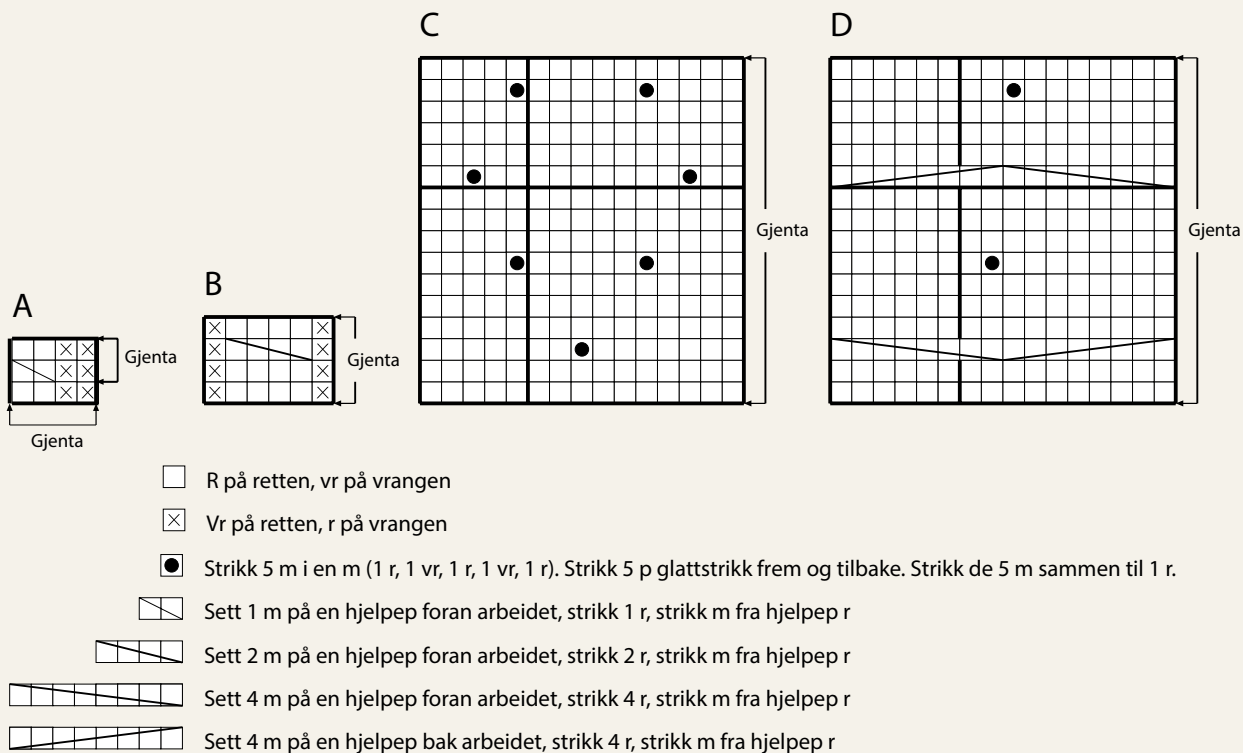 C
D
Gjenta
Gjenta
A
B
Gjenta
Gjenta
Gjenta
R på retten, vr på vrangen
Vr på retten, r på vrangen
Strikk 5 m i en m (1 r, 1 vr, 1 r, 1 vr, 1 r). Strikk 5 p glattstrikk frem og tilbake. Strikk de 5 m sammen til 1 r.
Sett 1 m på en hjelpep foran arbeidet, strikk 1 r, strikk m fra hjelpep r
Sett 2 m på en hjelpep foran arbeidet, strikk 2 r, strikk m fra hjelpep r
Sett 4 m på en hjelpep foran arbeidet, strikk 4 r, strikk m fra hjelpep r
Sett 4 m på en hjelpep bak arbeidet, strikk 4 r, strikk m fra hjelpep r